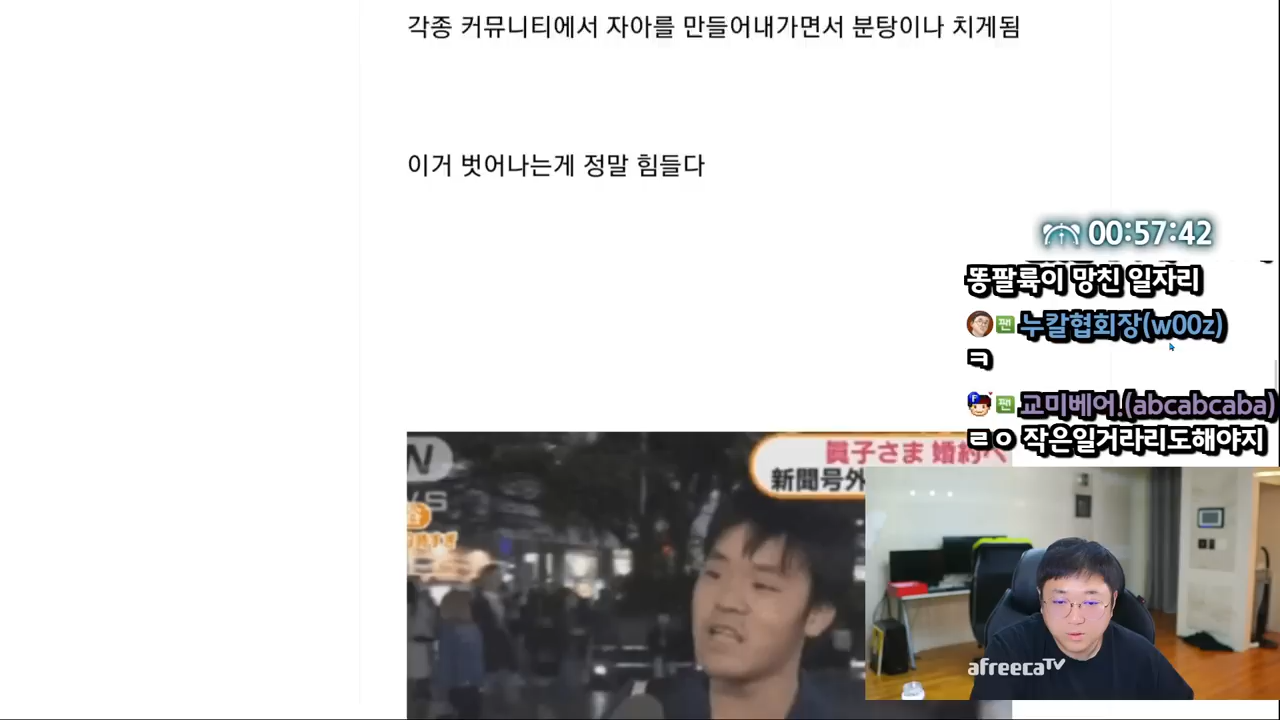 각종 커뮤니티에서 자아를 만들어내가면서 분탕이나 치게됨
이거 벗어나는게 정말 힘들다
00:57:42
똥팔륙이 망친 일자리
팬 누칼협회장(w00z)
ㅋ
팬 교미베어.(abcabcaba)
ㄹㅇ 작은일거라리도해야지
眞子さま 婚約へ
新聞号外
afreecaTV